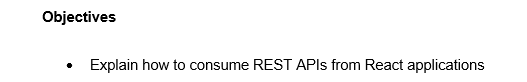 Objectives
• Explain how to consume REST APIs from React applications